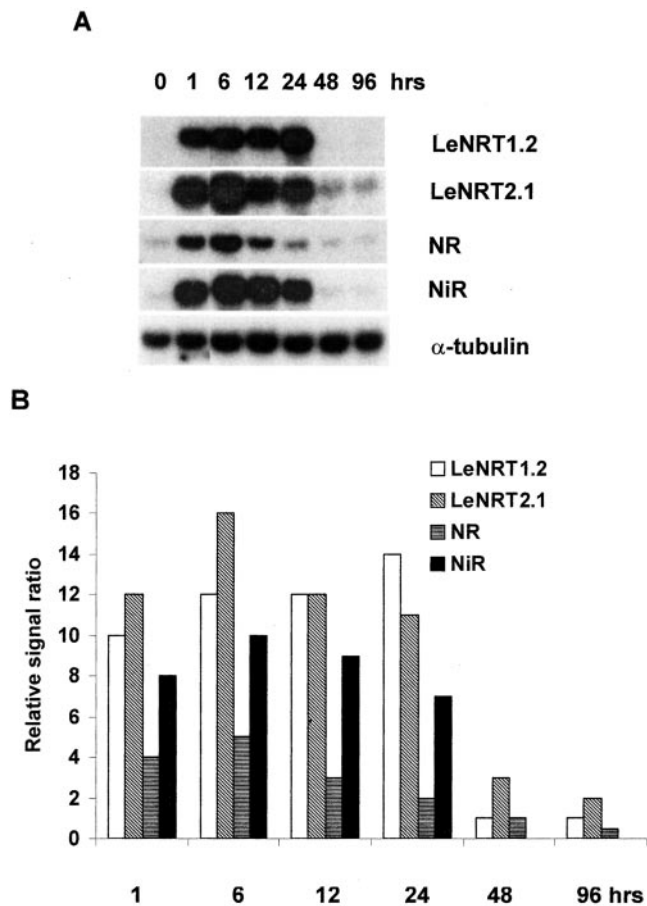 A
0 1 6 12 24 48 96 hrs
LeNRT1.2
LeNRT2.1
NR
NiR
α-tubulin
B
18
16
14
12
10
8
6
4
2
0
Relative signal ratio
LeNRT1.2
LeNRT2.1
NR
NiR
1 6 12 24 48 96 hrs